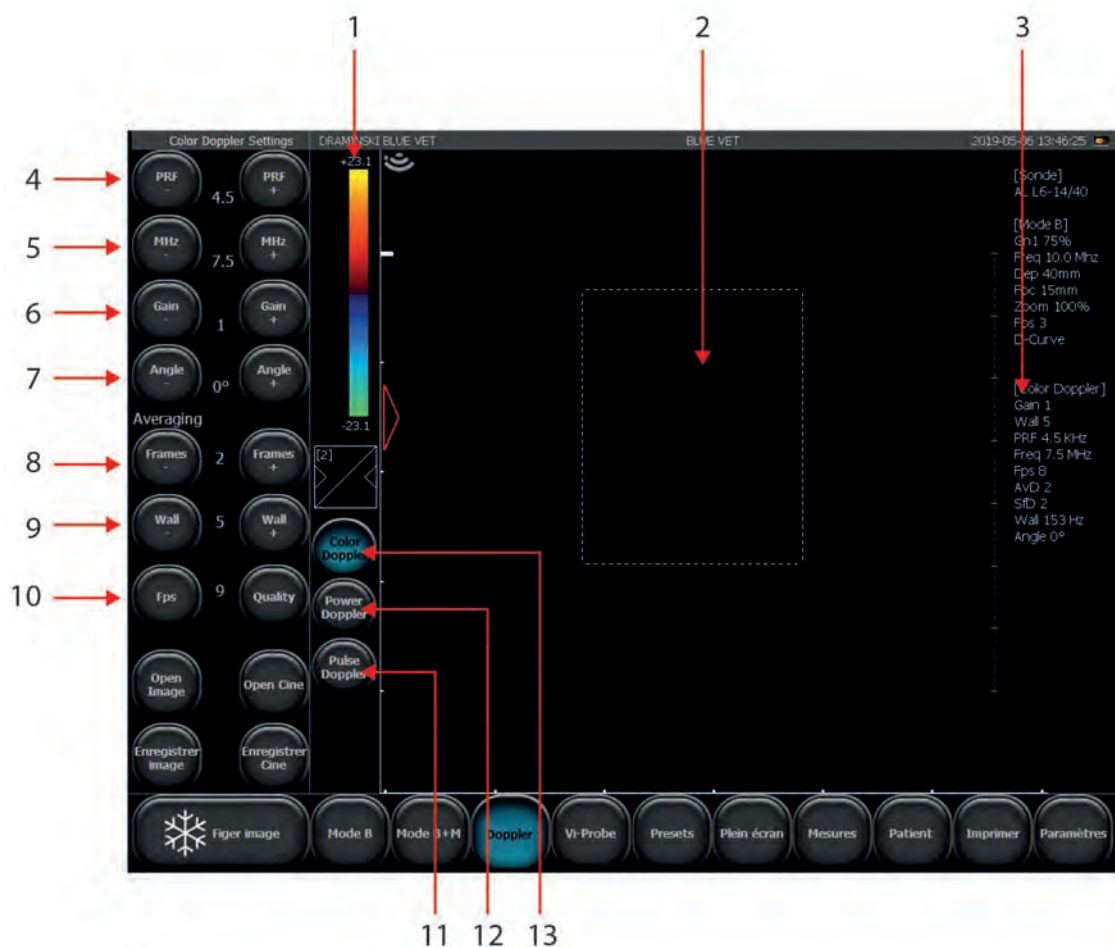 1 2 3
Color Doppler Settings DRAMIŃSKI BLUE VET BLUE VET 2019-05-06 13:46:25
4 PRF - 4.5 PRF +
5 MHz - 7.5 MHz +
6 Gain - 1 Gain +
7 Angle - 0° Angle +
Averaging
8 Frames - 2 Frames +
9 Wall - 5 Wall +
10 Fps 9 Quality
Open Image
Open Cine
Enregistrer image
Enregistrer Cine
+23.1
-23.1
[2]
Color Doppler
Power Doppler
Pulse Doppler
[Sonde]
AL L6-14/40
[Mode B]
Gn1 75%
Freq 10.0 Mhz
Dep 40mm
Foc 15mm
Zoom 100%
Fps 3
D-Curve
[Color Doppler]
Gain 1
Wall 5
PRF 4.5 KHz
Freq 7.5 MHz
Fps 8
AvD 2
SfD 2
Wall 153 Hz
Angle 0°
Figer image Mode B Mode B+M Doppler Vi-Probe Presets Plein écran Mesures Patient Imprimer Paramètres
11 12 13